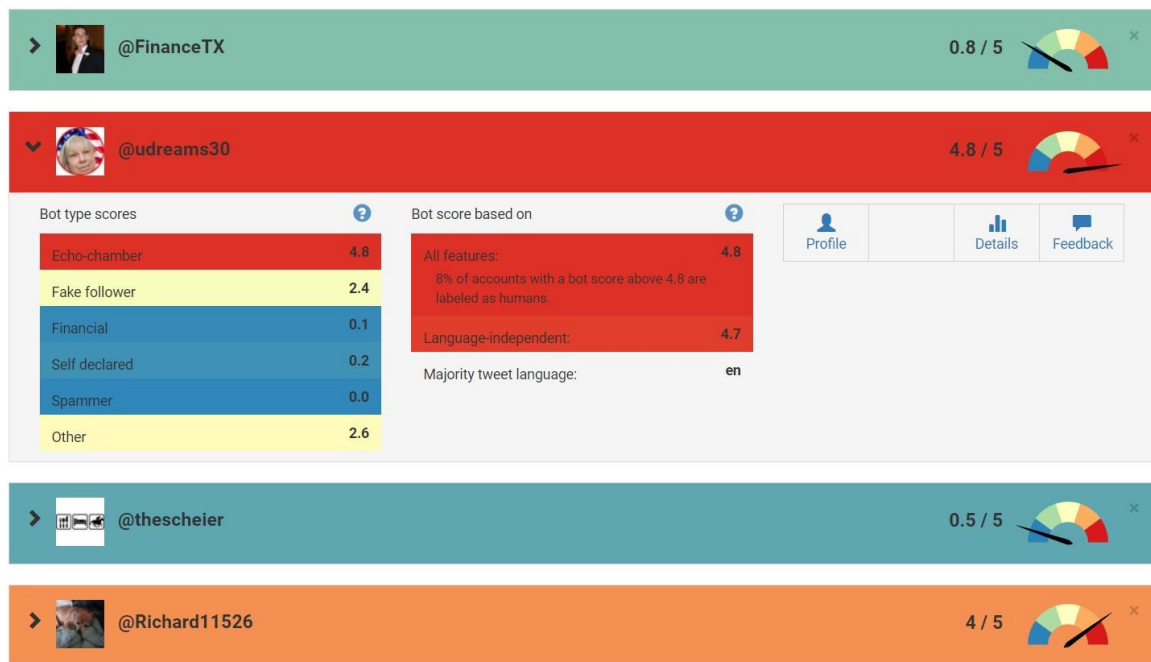 @FinanceTX 0.8 / 5
@udreams30 4.8 / 5
Bot type scores
Echo-chamber 4.8
Fake follower 2.4
Financial 0.1
Self declared 0.2
Spammer 0.0
Other 2.6
Bot score based on
All features: 4.8
8% of accounts with a bot score above 4.8 are
labeled as humans.
Language-independent: 4.7
Majority tweet language: en
Profile Details Feedback
@thescheier 0.5 / 5
@Richard11526 4 / 5